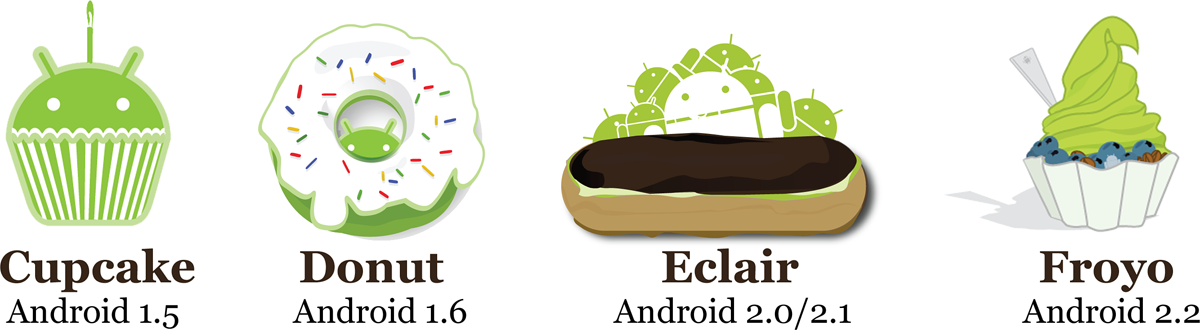 Cupcake
Android 1.5
Donut
Android 1.6
Eclair
Android 2.0/2.1
Froyo
Android 2.2